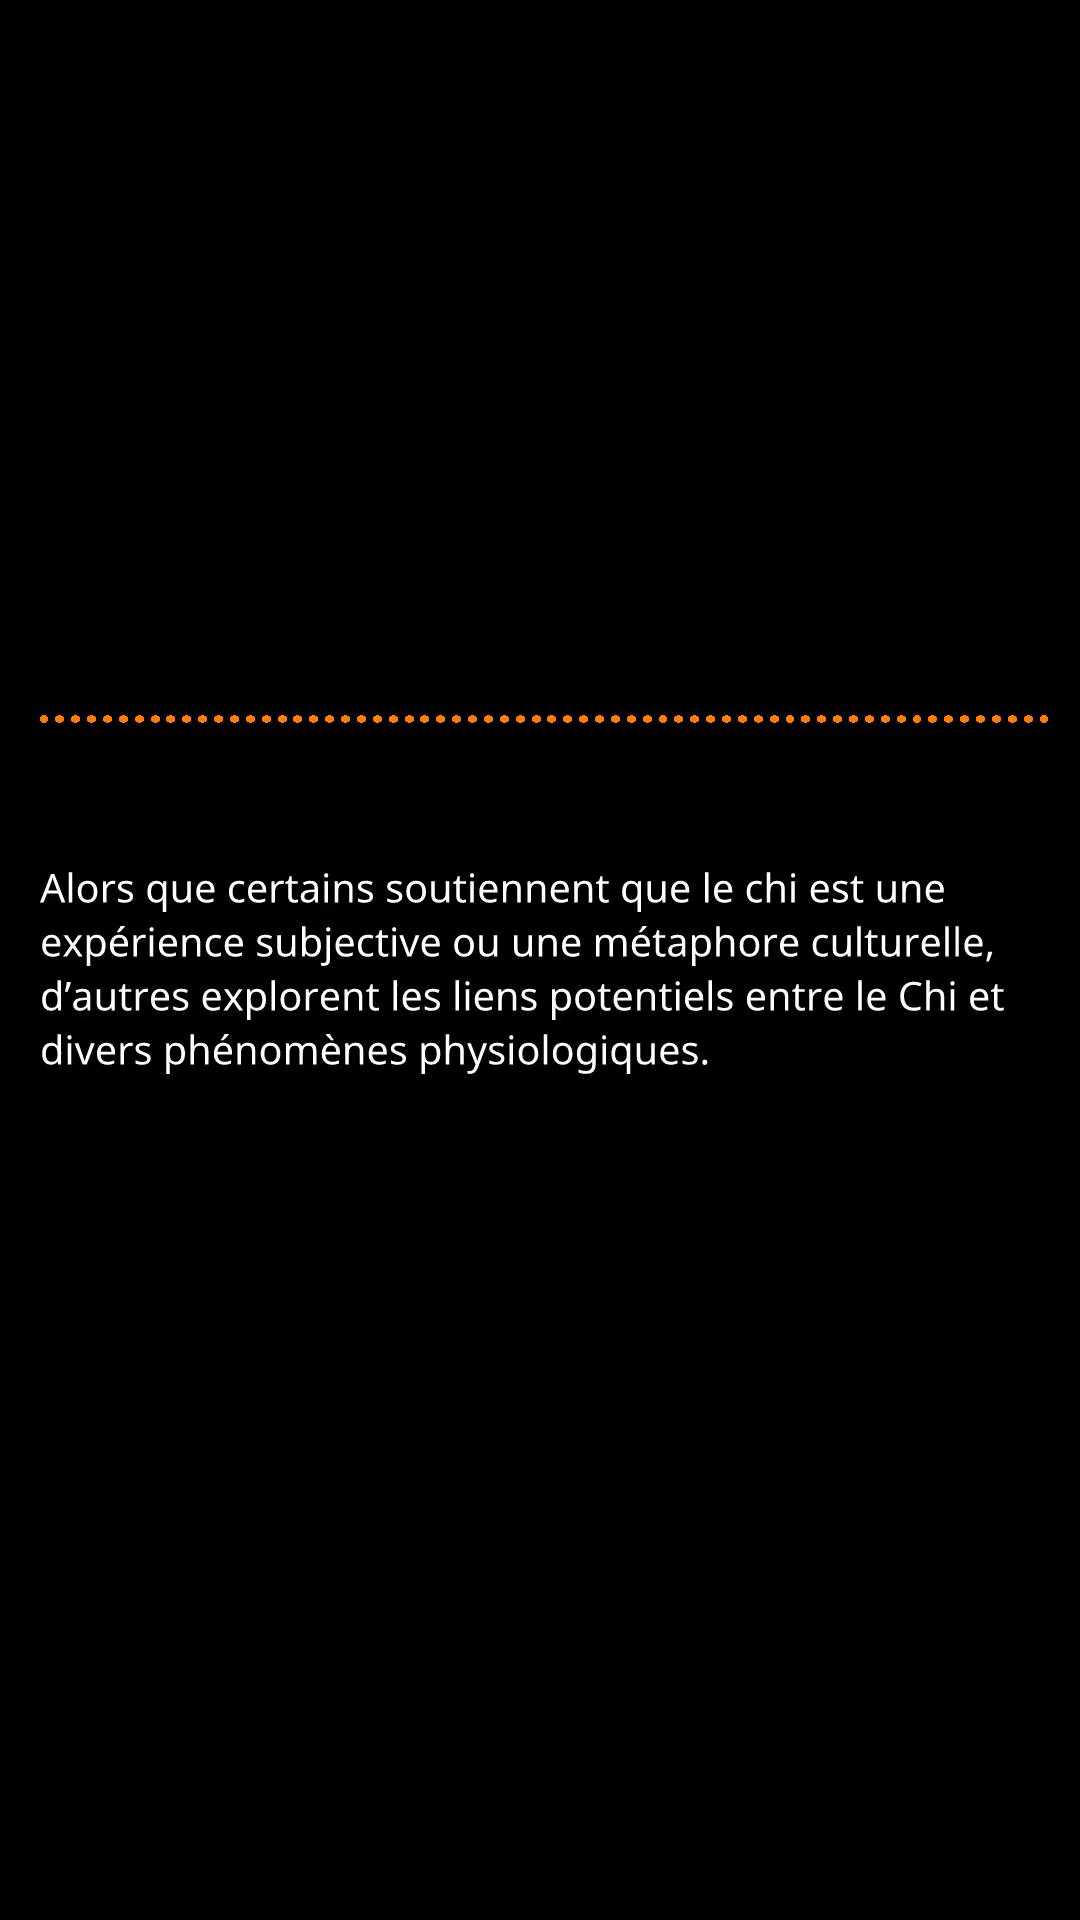 Alors que certains soutiennent que le chi est une
expérience subjective ou une métaphore culturelle,
d’autres explorent les liens potentiels entre le Chi et
divers phénomènes physiologiques.